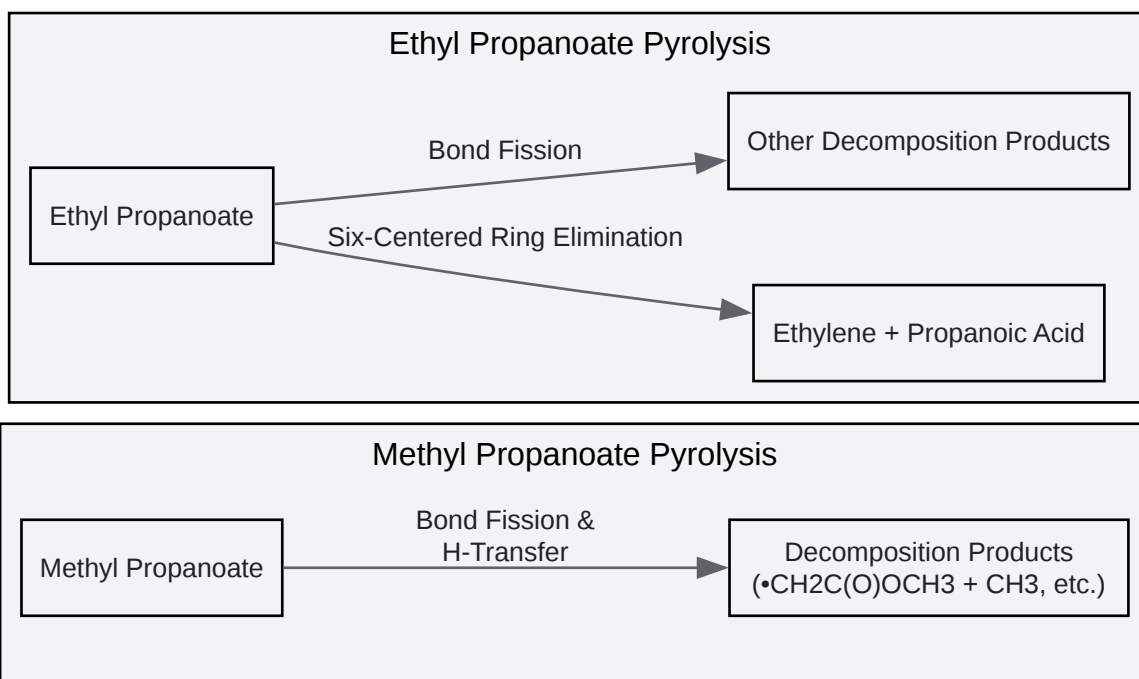 Ethyl Propanoate Pyrolysis
Other Decomposition Products
Bond Fission
Ethyl Propanoate
Six-Centered Ring Elimination
Ethylene + Propanoic Acid
Methyl Propanoate Pyrolysis
Bond Fission &
H-Transfer
Methyl Propanoate
Decomposition Products
(•CH2C(O)OCH3 + CH3, etc.)